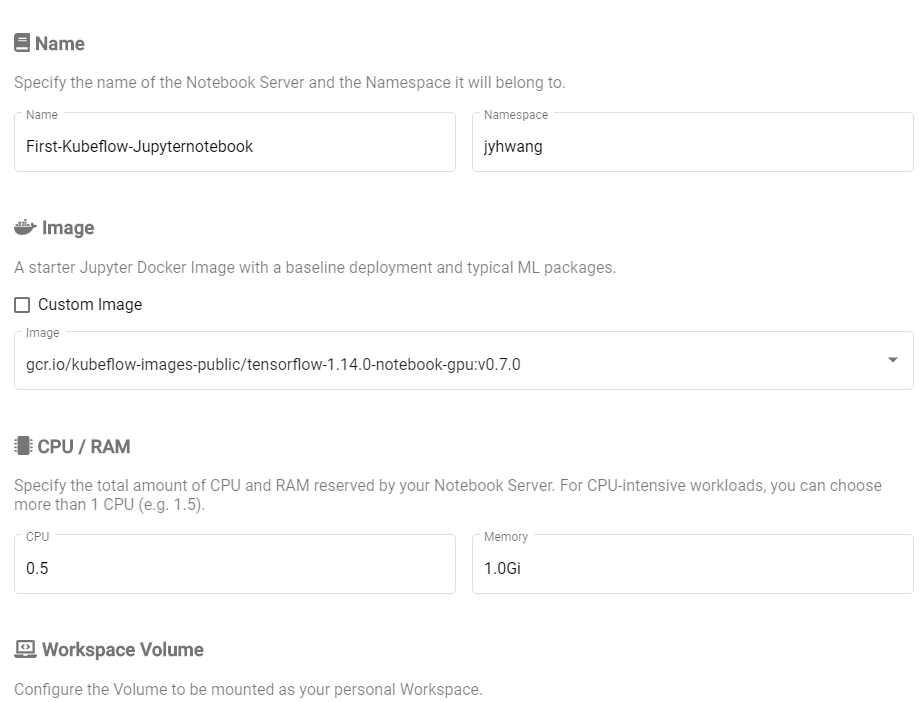 Name
Specify the name of the Notebook Server and the Namespace it will belong to.
Name
Namespace
First-Kubeflow-Jupyternotebook
jyhwang
Image
A starter Jupyter Docker Image with a baseline deployment and typical ML packages.
Custom Image
Image
gcr.io/kubeflow-images-public/tensorflow-1.14.0-notebook-gpu:v0.7.0
CPU / RAM
Specify the total amount of CPU and RAM reserved by your Notebook Server. For CPU-intensive workloads, you can choose
more than 1 CPU (e.g. 1.5).
CPU
Memory
0.5
1.0Gi
Workspace Volume
Configure the Volume to be mounted as your personal Workspace.